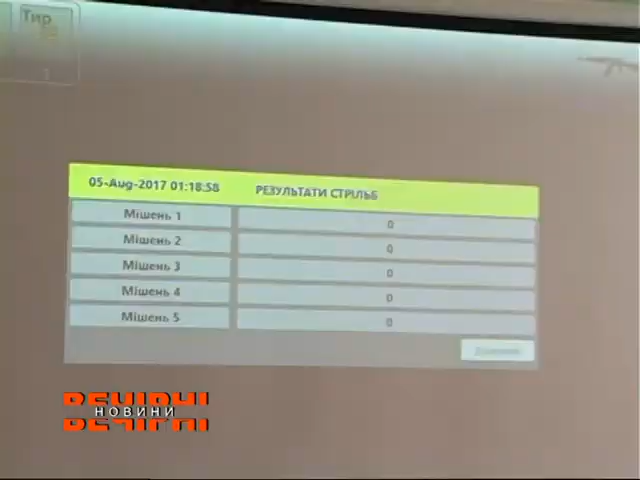 Тир
05-Aug-2017 01:18:58 РЕЗУЛЬТАТИ СТРІЛЬБ
Мішень 1 0
Мішень 2 0
Мішень 3 0
Мішень 4 0
Мішень 5 0
ВЕЧІРНІ
НОВИНИ